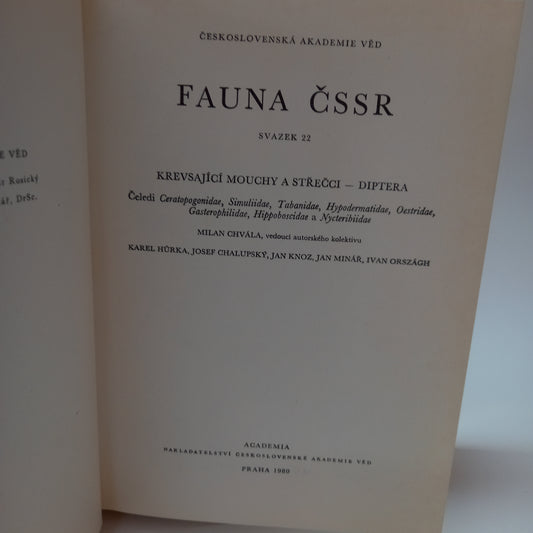 E VĚD
Rosický
ář, DrSc.
ČESKOSLOVENSKÁ AKADEMIE VĚD
FAUNA ČSSR
SVAZEK 22
KREVSAJÍCÍ MOUCHY A STŘEČCI – DIPTERA
Čeledi Ceratopogonidae, Simuliidae, Tabanidae, Hypodermatidae, Oestridae,
Gasterophilidae, Hippoboscidae a Nycteribiidae
MILAN CHVÁLA, vedoucí autorského kolektivu
KAREL HŮRKA, JOSEF CHALUPSKÝ, JAN KNOZ, JAN MINÁŘ, IVAN ORSZÁGH
ACADEMIA
NAKLADATELSTVÍ ČESKOSLOVENSKÉ AKADEMIE VĚD
PRAHA 1980